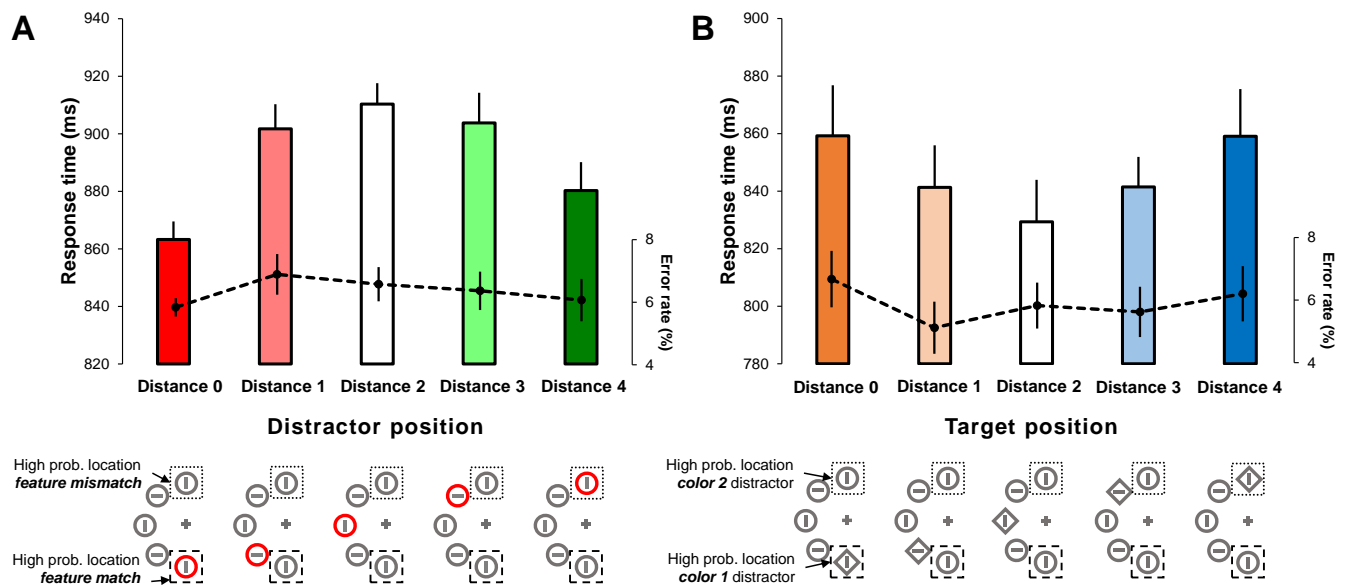 A
Response time (ms)
940
920
900
880
860
840
820
8
6
4
Error rate (%)
Distance 0 Distance 1 Distance 2 Distance 3 Distance 4
Distractor position
High prob. location
feature mismatch
High prob. location
feature match
B
Response time (ms)
900
880
860
840
820
800
780
8
6
4
Error rate (%)
Distance 0 Distance 1 Distance 2 Distance 3 Distance 4
Target position
High prob. location
color 2 distractor
High prob. location
color 1 distractor